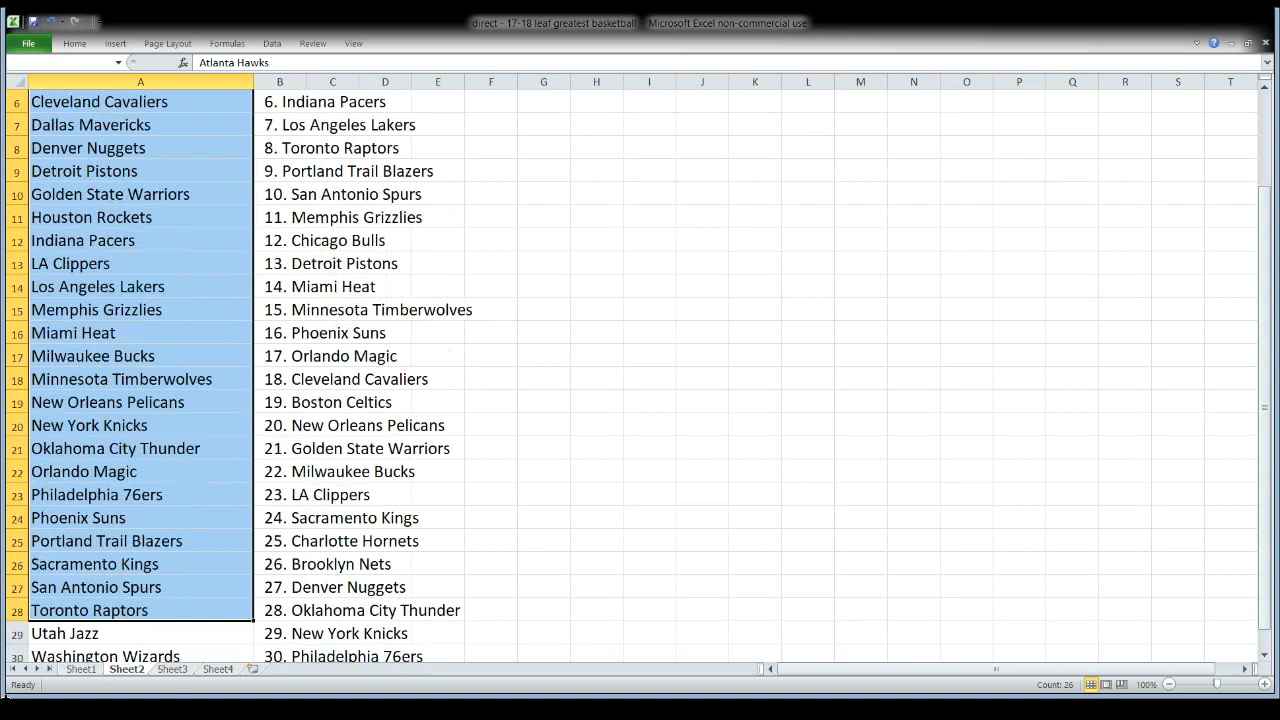 direct - 17-18 leaf greatest basketball - Microsoft Excel non-commercial use
File Home Insert Page Layout Formulas Data Review View
fx Atlanta Hawks
A B C D E F G H I J K L M N O P Q R S T
6 Cleveland Cavaliers 6. Indiana Pacers
7 Dallas Mavericks 7. Los Angeles Lakers
8 Denver Nuggets 8. Toronto Raptors
9 Detroit Pistons 9. Portland Trail Blazers
10 Golden State Warriors 10. San Antonio Spurs
11 Houston Rockets 11. Memphis Grizzlies
12 Indiana Pacers 12. Chicago Bulls
13 LA Clippers 13. Detroit Pistons
14 Los Angeles Lakers 14. Miami Heat
15 Memphis Grizzlies 15. Minnesota Timberwolves
16 Miami Heat 16. Phoenix Suns
17 Milwaukee Bucks 17. Orlando Magic
18 Minnesota Timberwolves 18. Cleveland Cavaliers
19 New Orleans Pelicans 19. Boston Celtics
20 New York Knicks 20. New Orleans Pelicans
21 Oklahoma City Thunder 21. Golden State Warriors
22 Orlando Magic 22. Milwaukee Bucks
23 Philadelphia 76ers 23. LA Clippers
24 Phoenix Suns 24. Sacramento Kings
25 Portland Trail Blazers 25. Charlotte Hornets
26 Sacramento Kings 26. Brooklyn Nets
27 San Antonio Spurs 27. Denver Nuggets
28 Toronto Raptors 28. Oklahoma City Thunder
29 Utah Jazz 29. New York Knicks
30 Washington Wizards 30. Philadelphia 76ers
Sheet1 Sheet2 Sheet3 Sheet4
Ready Count: 26 100%